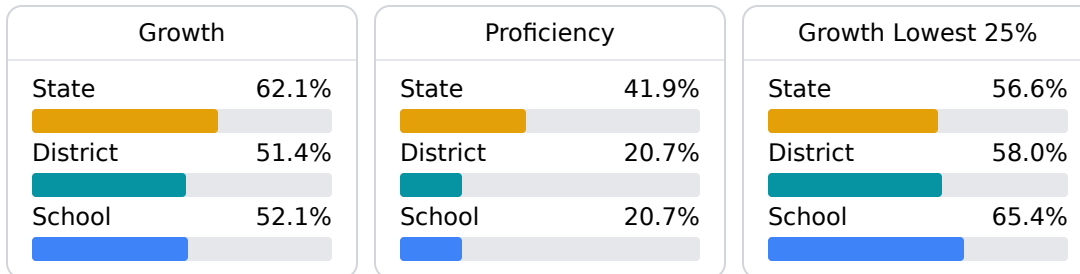 Growth
State 62.1%
District 51.4%
School 52.1%
Proficiency
State 41.9%
District 20.7%
School 20.7%
Growth Lowest 25%
State 56.6%
District 58.0%
School 65.4%